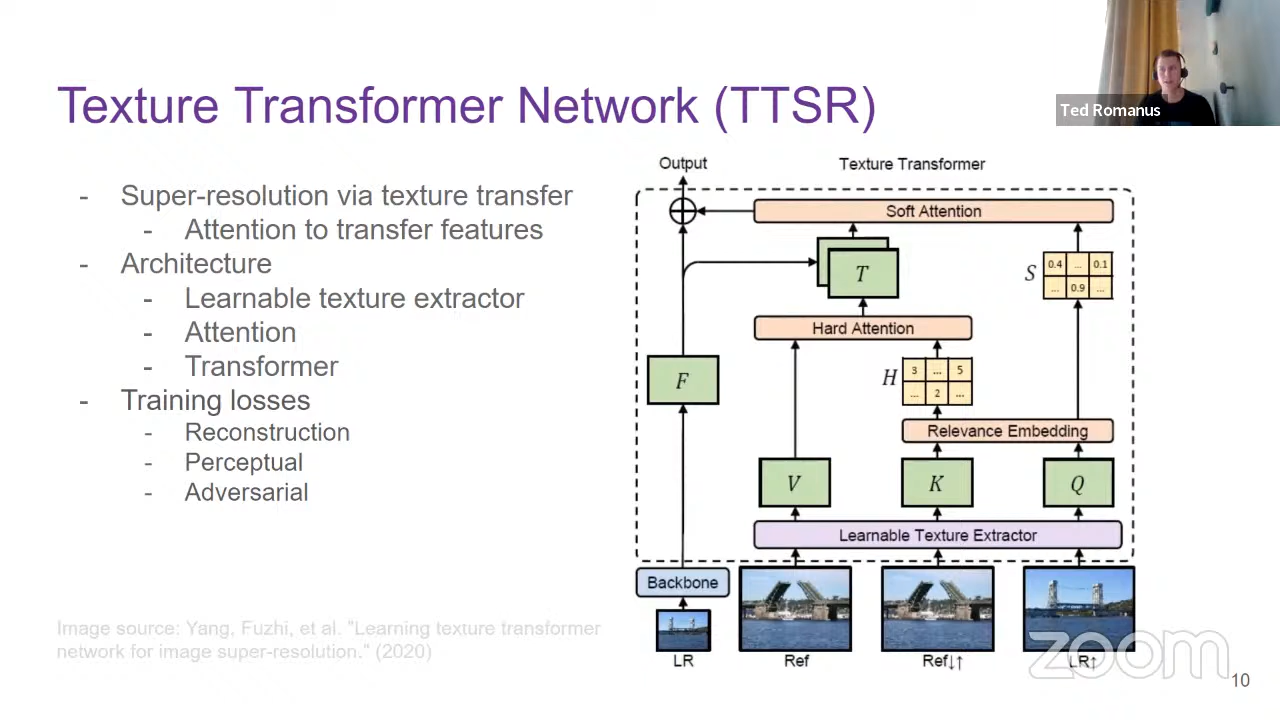 Ted Romanus
Texture Transformer Network (TTSR)
- Super-resolution via texture transfer
- Attention to transfer features
- Architecture
- Learnable texture extractor
- Attention
- Transformer
- Training losses
- Reconstruction
- Perceptual
- Adversarial
Image source: Yang, Fuzhi, et al. "Learning texture transformer
network for image super-resolution." (2020)
Output
Texture Transformer
Soft Attention
T
S
0.4 ... 0.1
... 0.9 ...
Hard Attention
F
H
3 ... 5
... 2 ...
Relevance Embedding
V
K
Q
Learnable Texture Extractor
Backbone
LR
Ref
Ref↓↑
LR↑
zoom
10